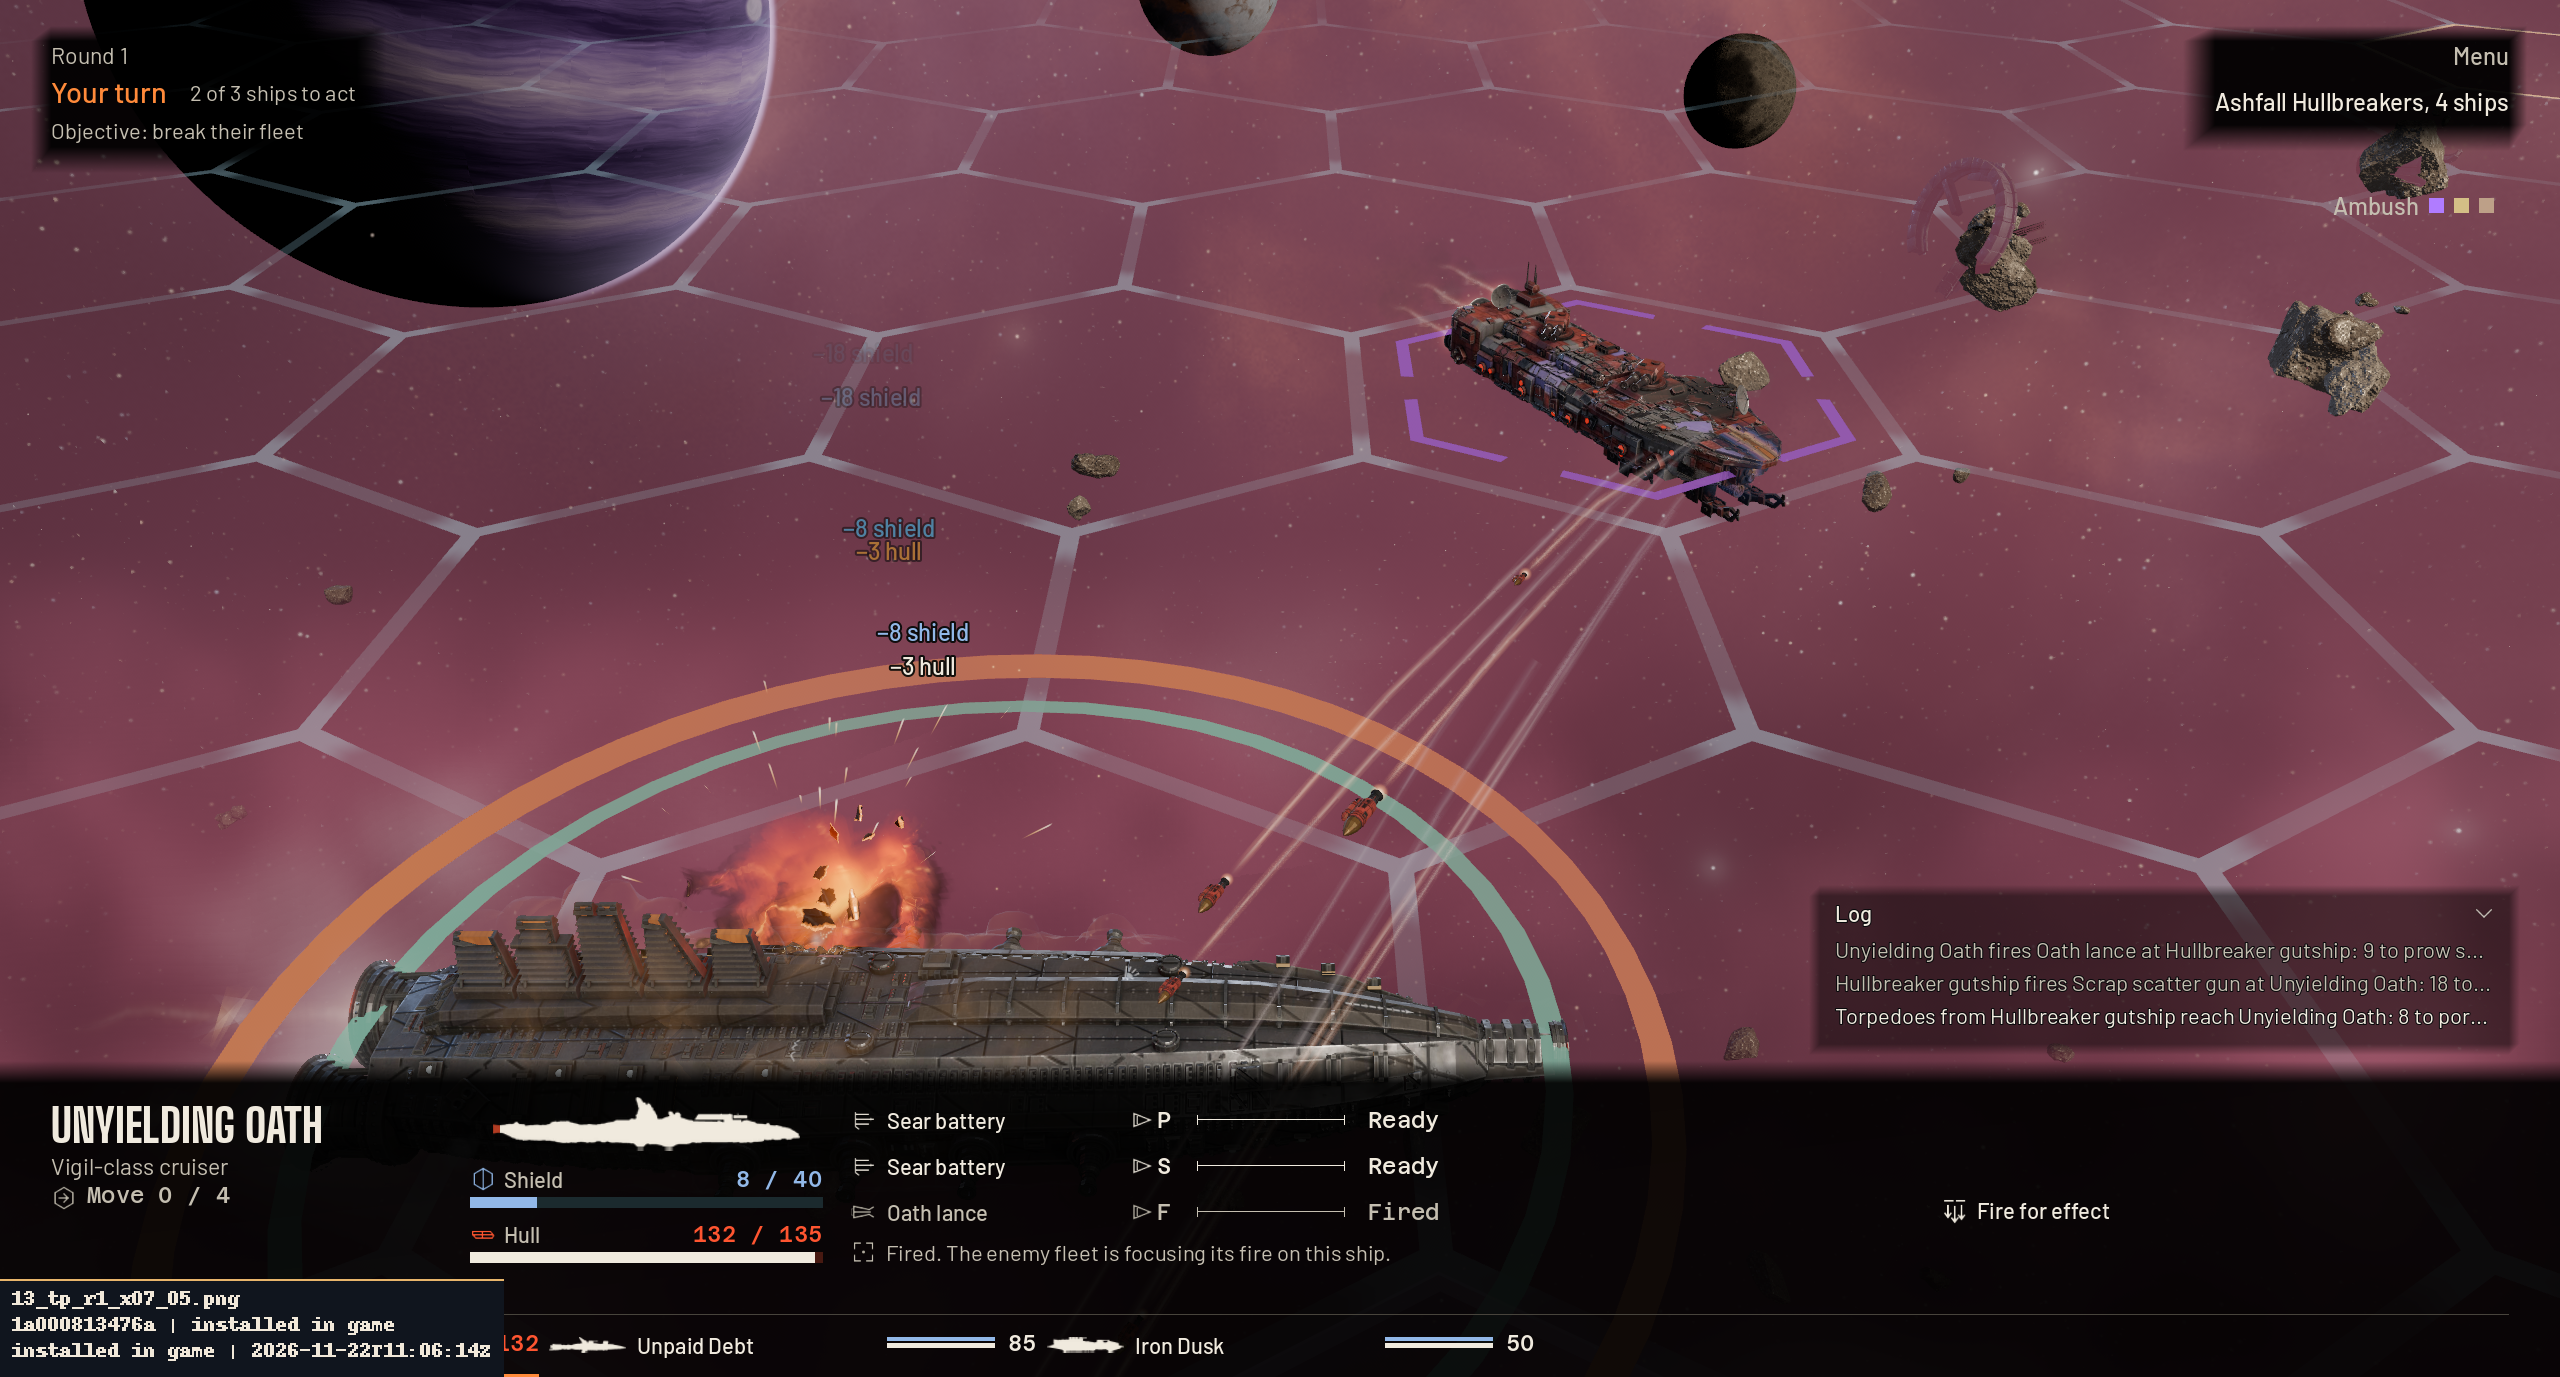 Round 1
Your turn 2 of 3 ships to act
Objective: break their fleet
Menu
Ashfall Hullbreakers, 4 ships
Ambush
−18 shield
−18 shield
−8 shield
−3 hull
−8 shield
−3 hull
Log
Unyielding Oath fires Oath lance at Hullbreaker gutship: 9 to prow s...
Hullbreaker gutship fires Scrap scatter gun at Unyielding Oath: 18 to...
Torpedoes from Hullbreaker gutship reach Unyielding Oath: 8 to por...
UNYIELDING OATH
Vigil-class cruiser
Move 0 / 4
Shield 8 / 40
Hull 132 / 135
Sear battery P Ready
Sear battery S Ready
Oath lance F Fired
Fired. The enemy fleet is focusing its fire on this ship.
Fire for effect
13_tp_r1_x07_05.png
1a000813476a | installed in game
installed in game | 2026-11-22T11:06:14Z
132 Unpaid Debt 85 Iron Dusk 50